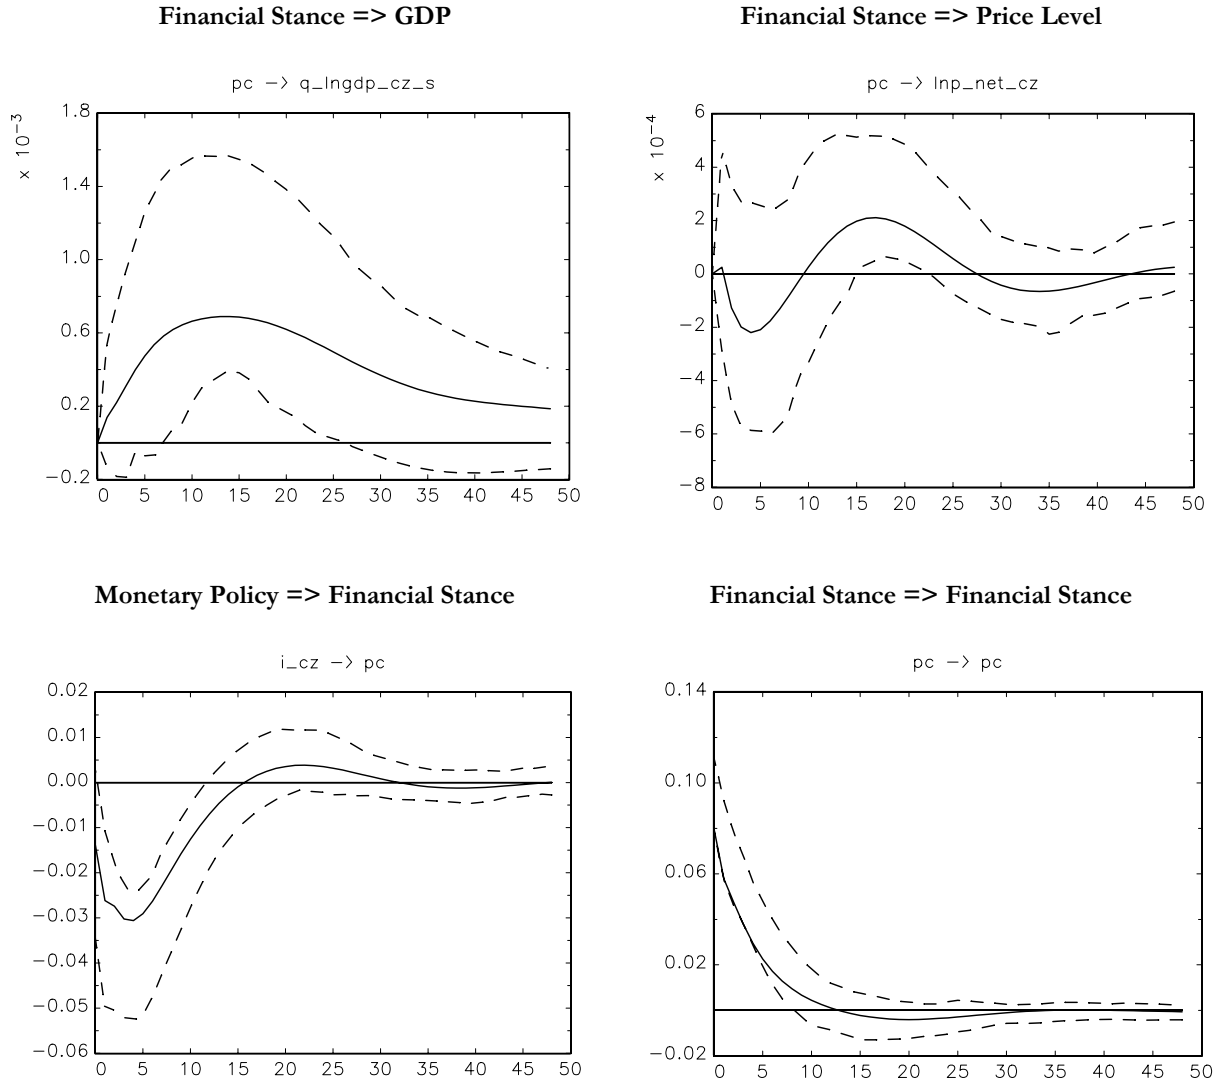 Financial Stance => GDP
pc -> q_lngdp_cz_s
x 10^-3
1.8
1.4
1.0
0.6
0.2
-0.2
0 5 10 15 20 25 30 35 40 45 50
Financial Stance => Price Level
pc -> lnp_net_cz
x 10^-4
6
4
2
0
-2
-4
-6
-8
0 5 10 15 20 25 30 35 40 45 50
Monetary Policy => Financial Stance
i_cz -> pc
0.02
0.01
0.00
-0.01
-0.02
-0.03
-0.04
-0.05
-0.06
0 5 10 15 20 25 30 35 40 45 50
Financial Stance => Financial Stance
pc -> pc
0.14
0.10
0.06
0.02
-0.02
0 5 10 15 20 25 30 35 40 45 50